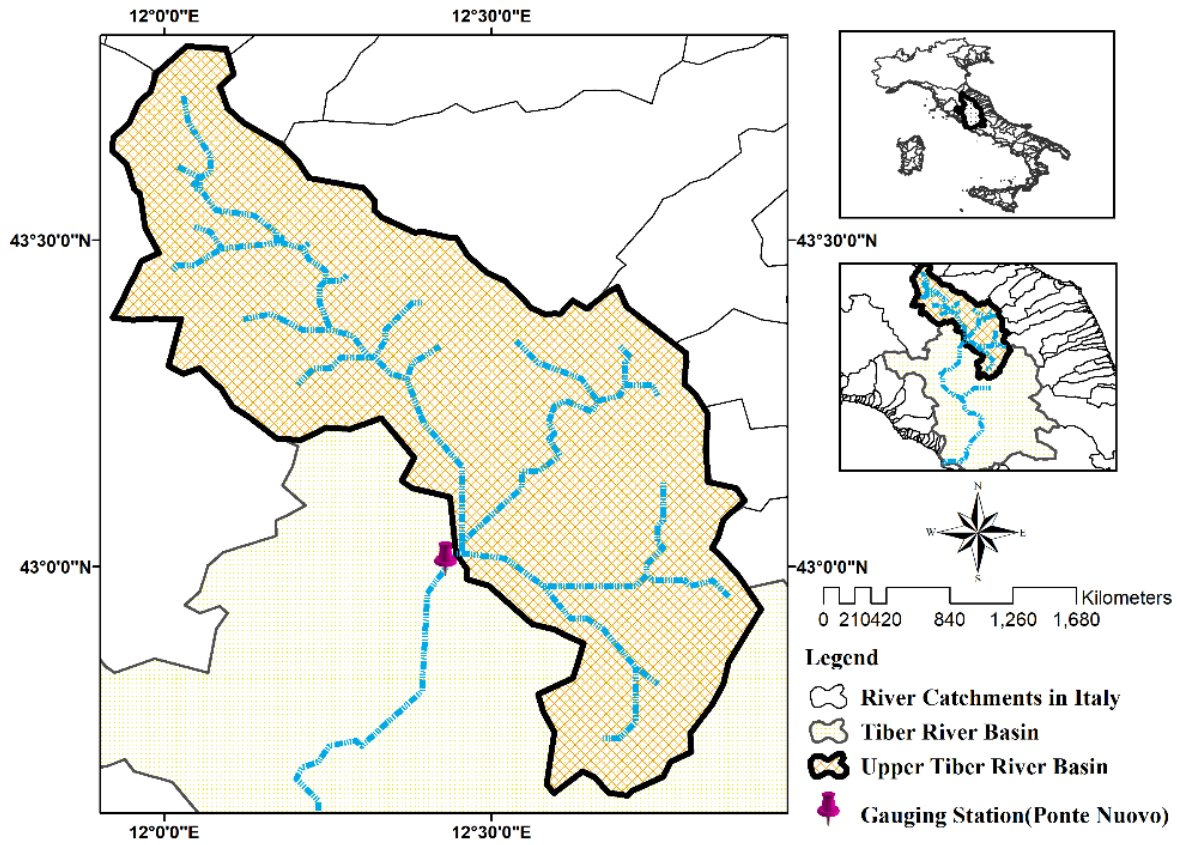 12°0'0"E 12°30'0"E
43°30'0"N 43°30'0"N
43°0'0"N 43°0'0"N
12°0'0"E 12°30'0"E
N
W E
S
Kilometers
0 210420 840 1,260 1,680
Legend
River Catchments in Italy
Tiber River Basin
Upper Tiber River Basin
Gauging Station(Ponte Nuovo)